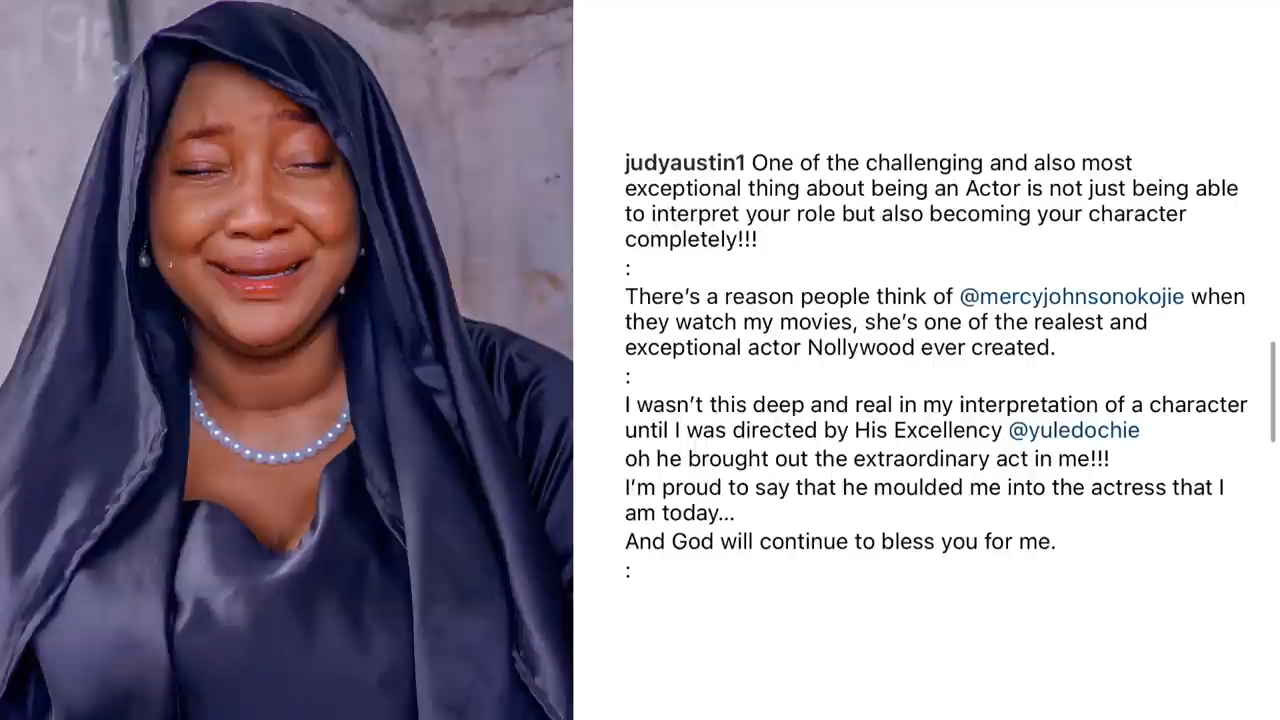 judyaustin1 One of the challenging and also most
exceptional thing about being an Actor is not just being able
to interpret your role but also becoming your character
completely!!!
:
There’s a reason people think of @mercyjohnsonokojie when
they watch my movies, she’s one of the realest and
exceptional actor Nollywood ever created.
:
I wasn’t this deep and real in my interpretation of a character
until I was directed by His Excellency @yuledochie
oh he brought out the extraordinary act in me!!!
I’m proud to say that he moulded me into the actress that I
am today...
And God will continue to bless you for me.
: